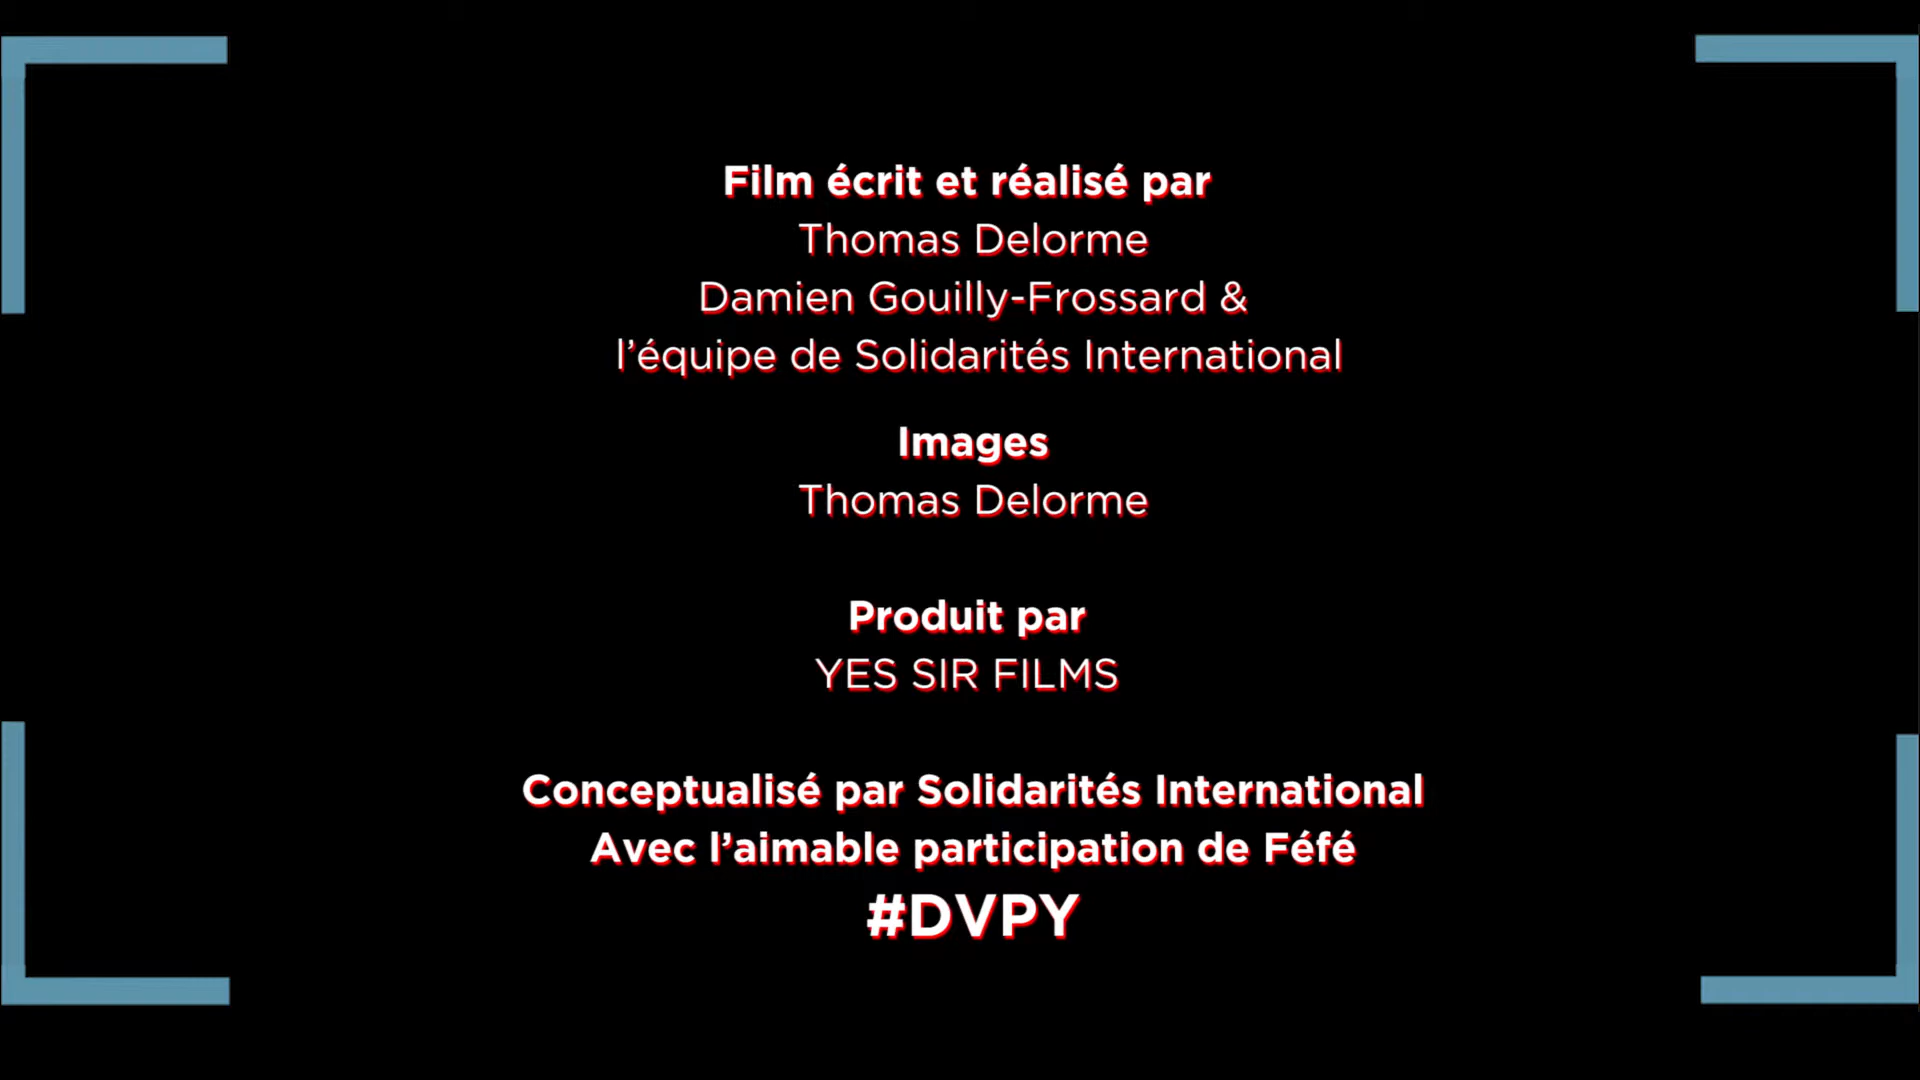 Film écrit et réalisé par
Thomas Delorme
Damien Gouilly-Frossard &
l’équipe de Solidarités International
Images
Thomas Delorme
Produit par
YES SIR FILMS
Conceptualisé par Solidarités International
Avec l’aimable participation de Féfé
#DVPY